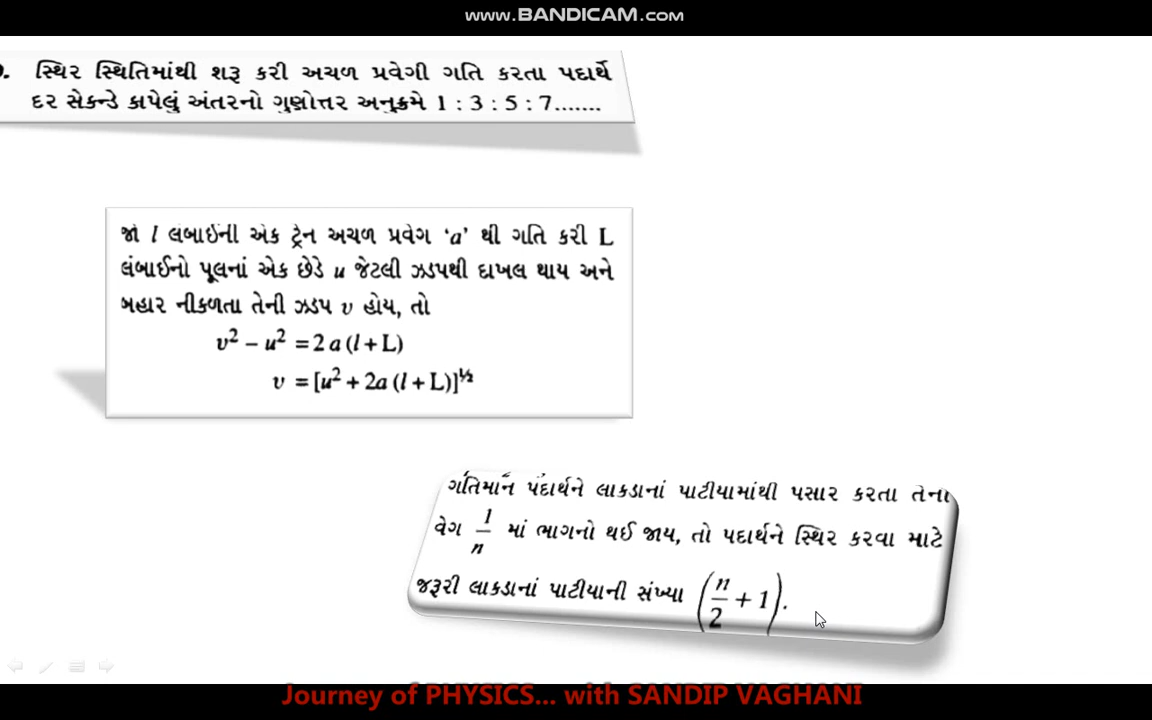 www.BANDICAM.com
સ્થિર સ્થિતિમાંથી શરૂ કરી અચળ પ્રવેગી ગતિ કરતા પદાર્થે
દર સેકન્ડે કાપેલું અંતરનો ગુણોત્તર અનુક્રમે 1 : 3 : 5 : 7.......
જો l લંબાઈની એક ટ્રેન અચળ પ્રવેગ ‘a’ થી ગતિ કરી L
લંબાઈનો પૂલનાં એક છેડે u જેટલી ઝડપથી દાખલ થાય અને
બહાર નીકળતા તેની ઝડપ v હોય, તો
v² – u² = 2 a (l + L)
v = [u² + 2a (l + L)]^½
ગતિમાન પદાર્થને લાકડાનાં પાટીયામાંથી પસાર કરતા તેના
વેગ 1/n માં ભાગનો થઈ જાય, તો પદાર્થને સ્થિર કરવા માટે
જરૂરી લાકડાનાં પાટીયાની સંખ્યા (n/2 + 1).
Journey of PHYSICS... with SANDIP VAGHANI